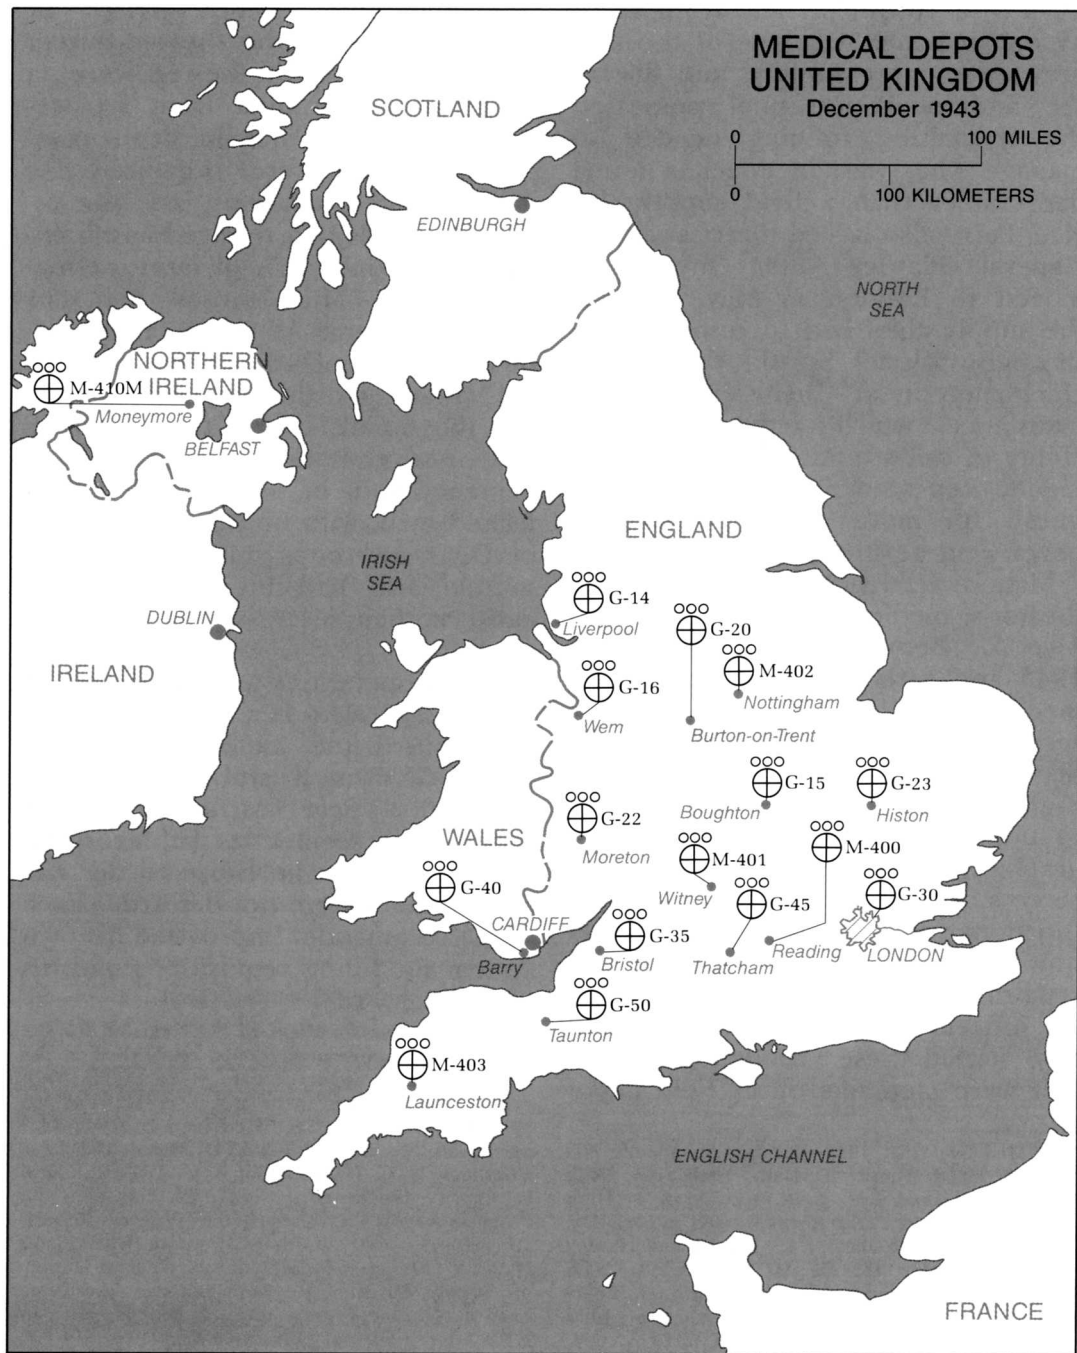 MEDICAL DEPOTS
UNITED KINGDOM
December 1943
0 100 MILES
0 100 KILOMETERS
SCOTLAND
EDINBURGH
NORTH
SEA
NORTHERN
IRELAND
M-410M
Moneymore
BELFAST
ENGLAND
IRISH
SEA
DUBLIN
IRELAND
G-14
Liverpool
G-20
M-402
Nottingham
G-16
Wem
Burton-on-Trent
G-15
Boughton
G-23
Histon
G-22
Moreton
WALES
M-400
M-401
Witney
G-40
G-45
G-30
CARDIFF
Barry
G-35
Bristol
Thatcham
Reading
LONDON
G-50
Taunton
M-403
Launceston
ENGLISH CHANNEL
FRANCE